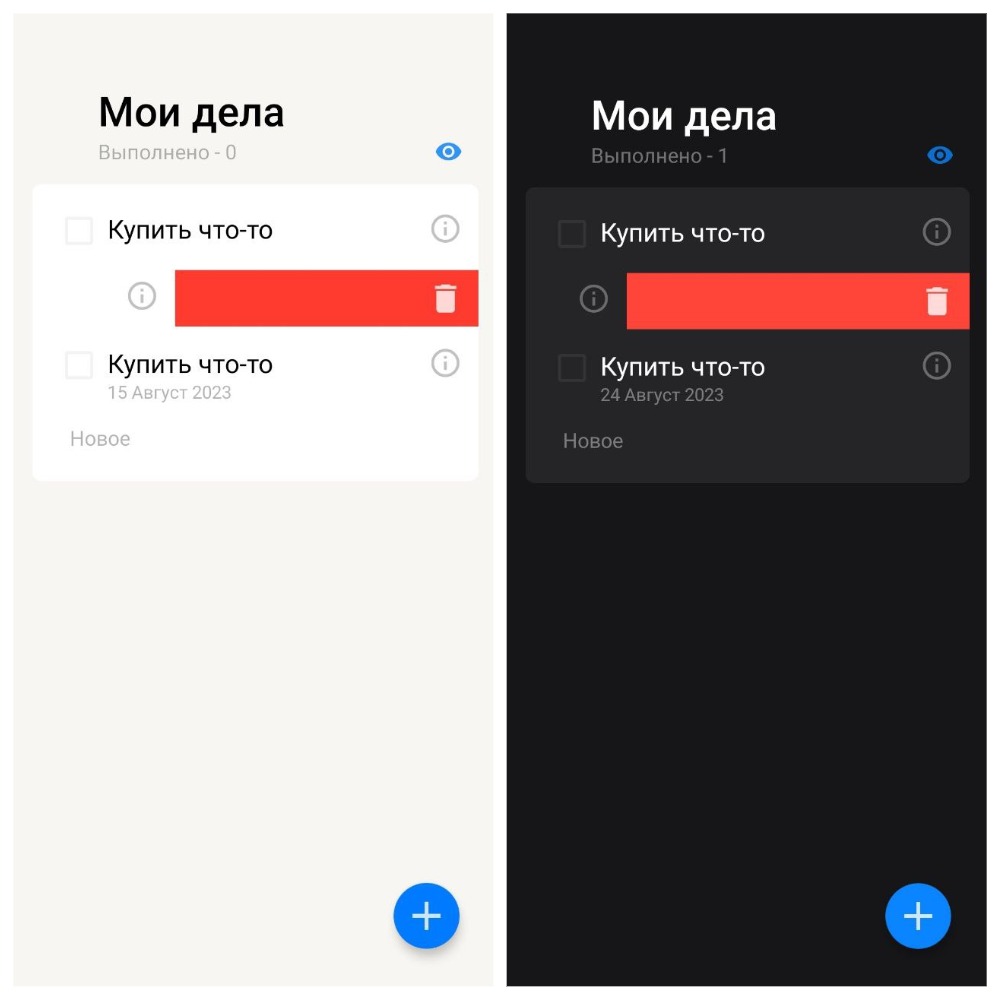 Мои дела
Выполнено - 0
Купить что-то
Купить что-то
15 Август 2023
Новое
Мои дела
Выполнено - 1
Купить что-то
Купить что-то
24 Август 2023
Новое